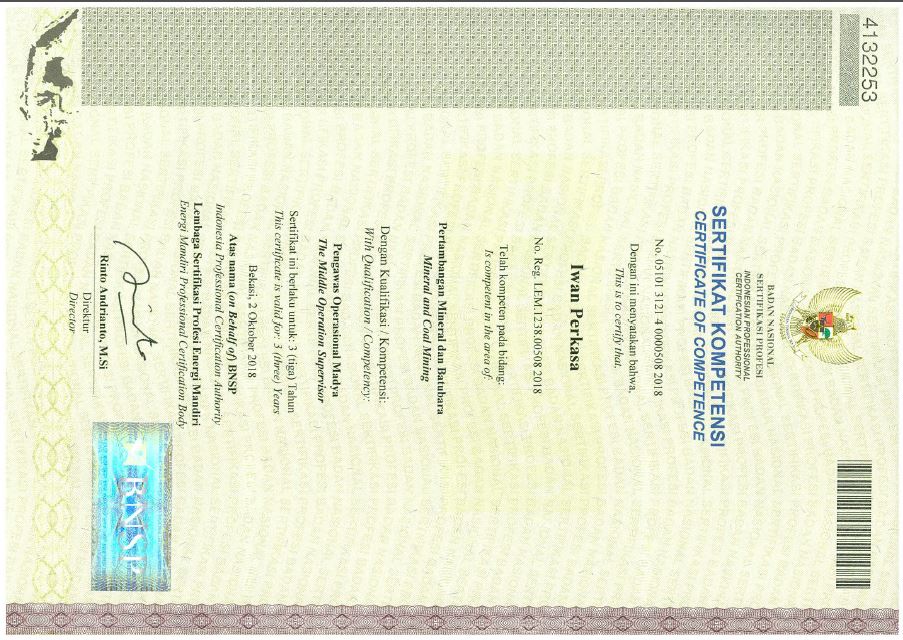 4132253
BADAN NASIONAL
SERTIFIKASI PROFESI
INDONESIAN PROFESSIONAL
CERTIFICATION AUTHORITY
SERTIFIKAT KOMPETENSI
CERTIFICATE OF COMPETENCE
No. 05101 3121 4 0000508 2018
Dengan ini menyatakan bahwa,
This is to certify that,
Iwan Perkasa
No. Reg. LEM.1238.00508 2018
Telah kompeten pada bidang:
Is competent in the area of:
Pertambangan Mineral dan Batubara
Mineral and Coal Mining
Dengan Kualifikasi / Kompetensi:
With Qualification / Competency:
Pengawas Operasional Madya
The Middle Operation Supervisor
Sertifikat ini berlaku untuk: 3 (tiga) Tahun
This certificate is valid for: 3 (three) Years
Bekasi, 2 Oktober 2018
Atas nama (on Behalf of) BNSP
Indonesia Professional Certification Authority
Lembaga Sertifikasi Profesi Energi Mandiri
Energi Mandiri Professional Certification Body
BNSP
Rinto Andrianto, M.Si
Direktur
Director